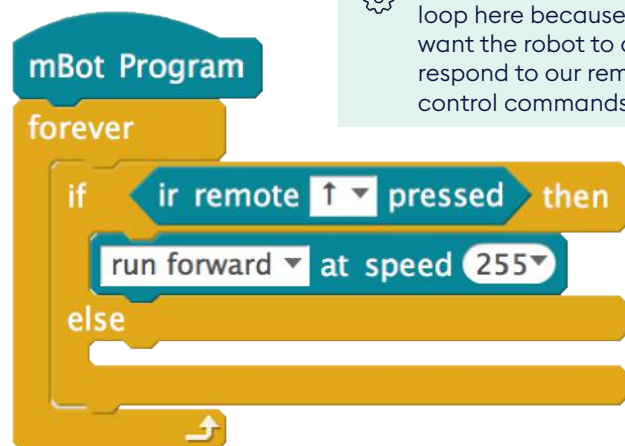 loop here because
want the robot to
respond to our
control commands
mBot Program
forever
if ir remote ↑ pressed then
run forward at speed 255
else